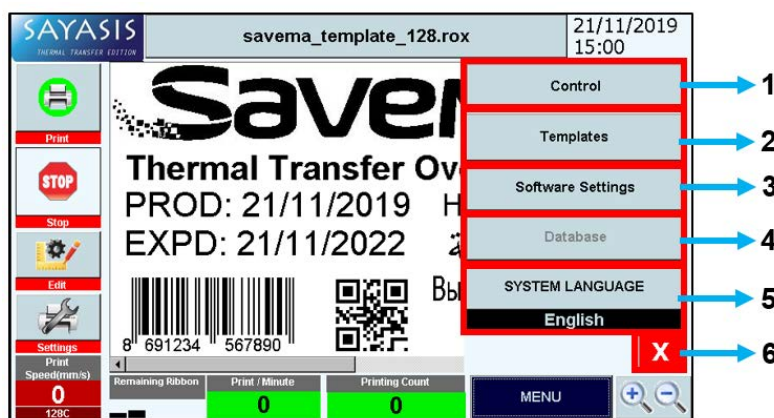 SAYASIS
THERMAL TRANSFER EDITION
savema_template_128.rox
21/11/2019
15:00
Print
Stop
STOP
Edit
Settings
Print
Speed(mm/s)
0
128C
Savem
Thermal Transfer Ov
PROD: 21/11/2019 H
EXPD: 21/11/2022
Вы
8 691234 567890
Control
Templates
Software Settings
Database
SYSTEM LANGUAGE
English
X
Remaining Ribbon
Print / Minute
0
Printing Count
0
MENU
1
2
3
4
5
6